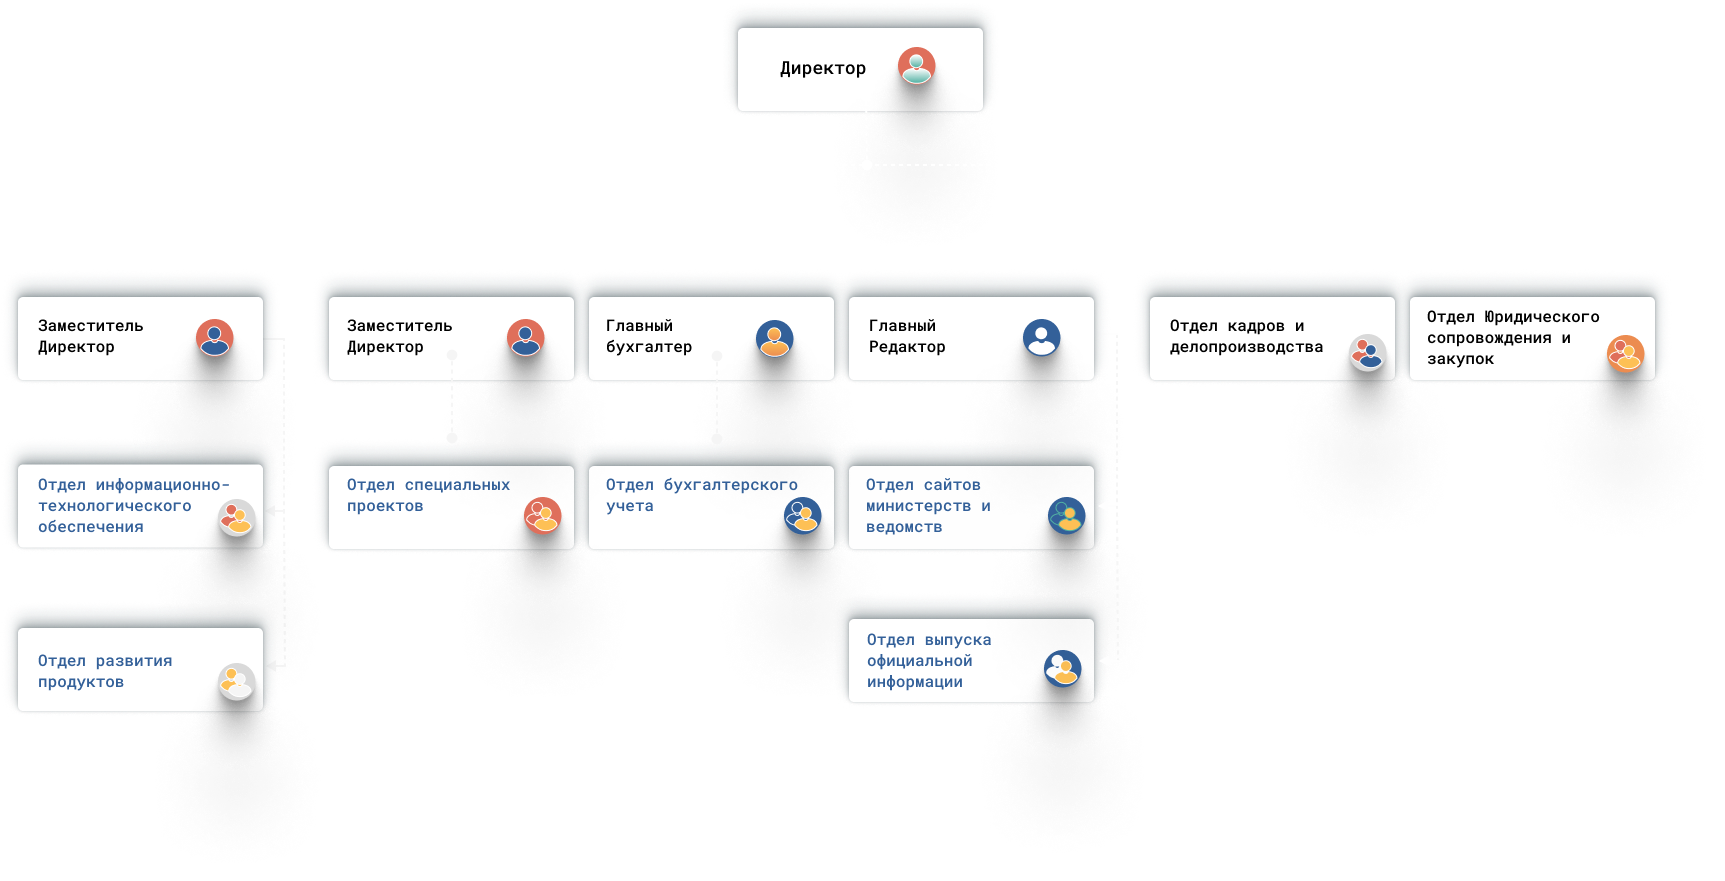 Директор
Заместитель
Директор
Заместитель
Директор
Главный
бухгалтер
Главный
Редактор
Отдел кадров и
делопроизводства
Отдел Юридического
сопровождения и
закупок
Отдел информационно-
технологического
обеспечения
Отдел специальных
проектов
Отдел бухгалтерского
учета
Отдел сайтов
министерств и
ведомств
Отдел развития
продуктов
Отдел выпуска
официальной
информации